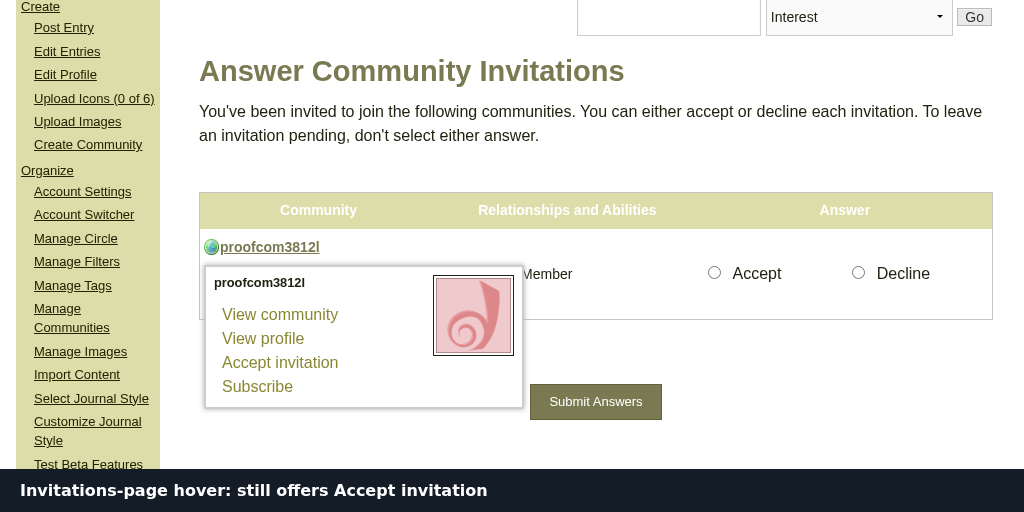 Create
Post Entry
Edit Entries
Edit Profile
Upload Icons (0 of 6)
Upload Images
Create Community
Organize
Account Settings
Account Switcher
Manage Circle
Manage Filters
Manage Tags
Manage
Communities
Manage Images
Import Content
Select Journal Style
Customize Journal
Style
Test Beta Features
Interest
Go
Answer Community Invitations
You've been invited to join the following communities. You can either accept or decline each invitation. To leave
an invitation pending, don't select either answer.
Community Relationships and Abilities Answer
proofcom3812l
Member Accept Decline
proofcom3812l
View community
View profile
Accept invitation
Subscribe
Submit Answers
Invitations-page hover: still offers Accept invitation